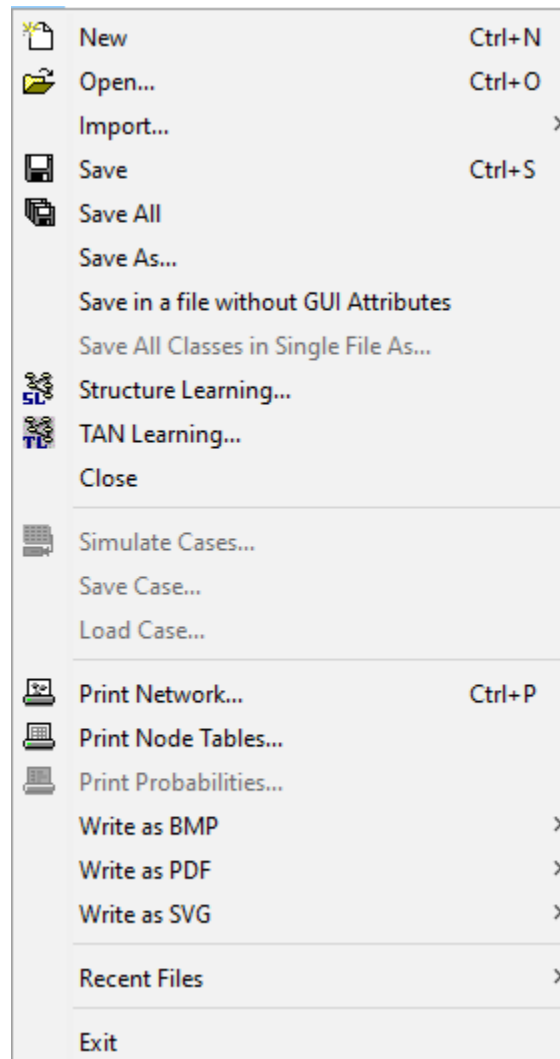 New Ctrl+N
Open... Ctrl+O
Import...
Save Ctrl+S
Save All
Save As...
Save in a file without GUI Attributes
Save All Classes in Single File As...
SL Structure Learning...
TL TAN Learning...
Close
Simulate Cases...
Save Case...
Load Case...
Print Network... Ctrl+P
Print Node Tables...
Print Probabilities...
Write as BMP
Write as PDF
Write as SVG
Recent Files
Exit